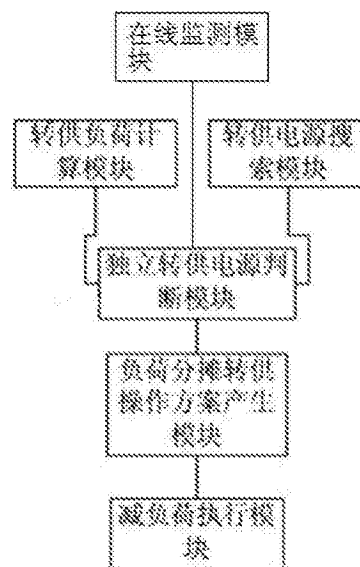 在线监测模
块
转供负荷计
算模块
转供电源搜
索模块
独立转供电源判
断模块
负荷分摊转供
操作方案产生
模块
减负荷执行模
块